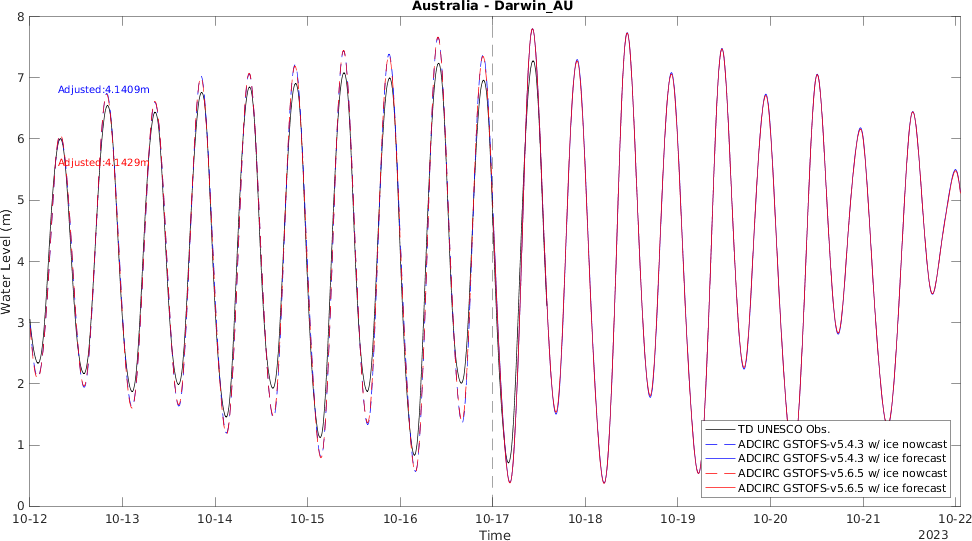 Australia - Darwin_AU
8
7
6
5
4
3
2
1
0
Water Level (m)
Adjusted:4.1409m
Adjusted:4.1429m
TD UNESCO Obs.
ADCIRC GSTOFS-v5.4.3 w/ ice nowcast
ADCIRC GSTOFS-v5.4.3 w/ ice forecast
ADCIRC GSTOFS-v5.6.5 w/ ice nowcast
ADCIRC GSTOFS-v5.6.5 w/ ice forecast
10-12 10-13 10-14 10-15 10-16 10-17 10-18 10-19 10-20 10-21 10-22
Time
2023